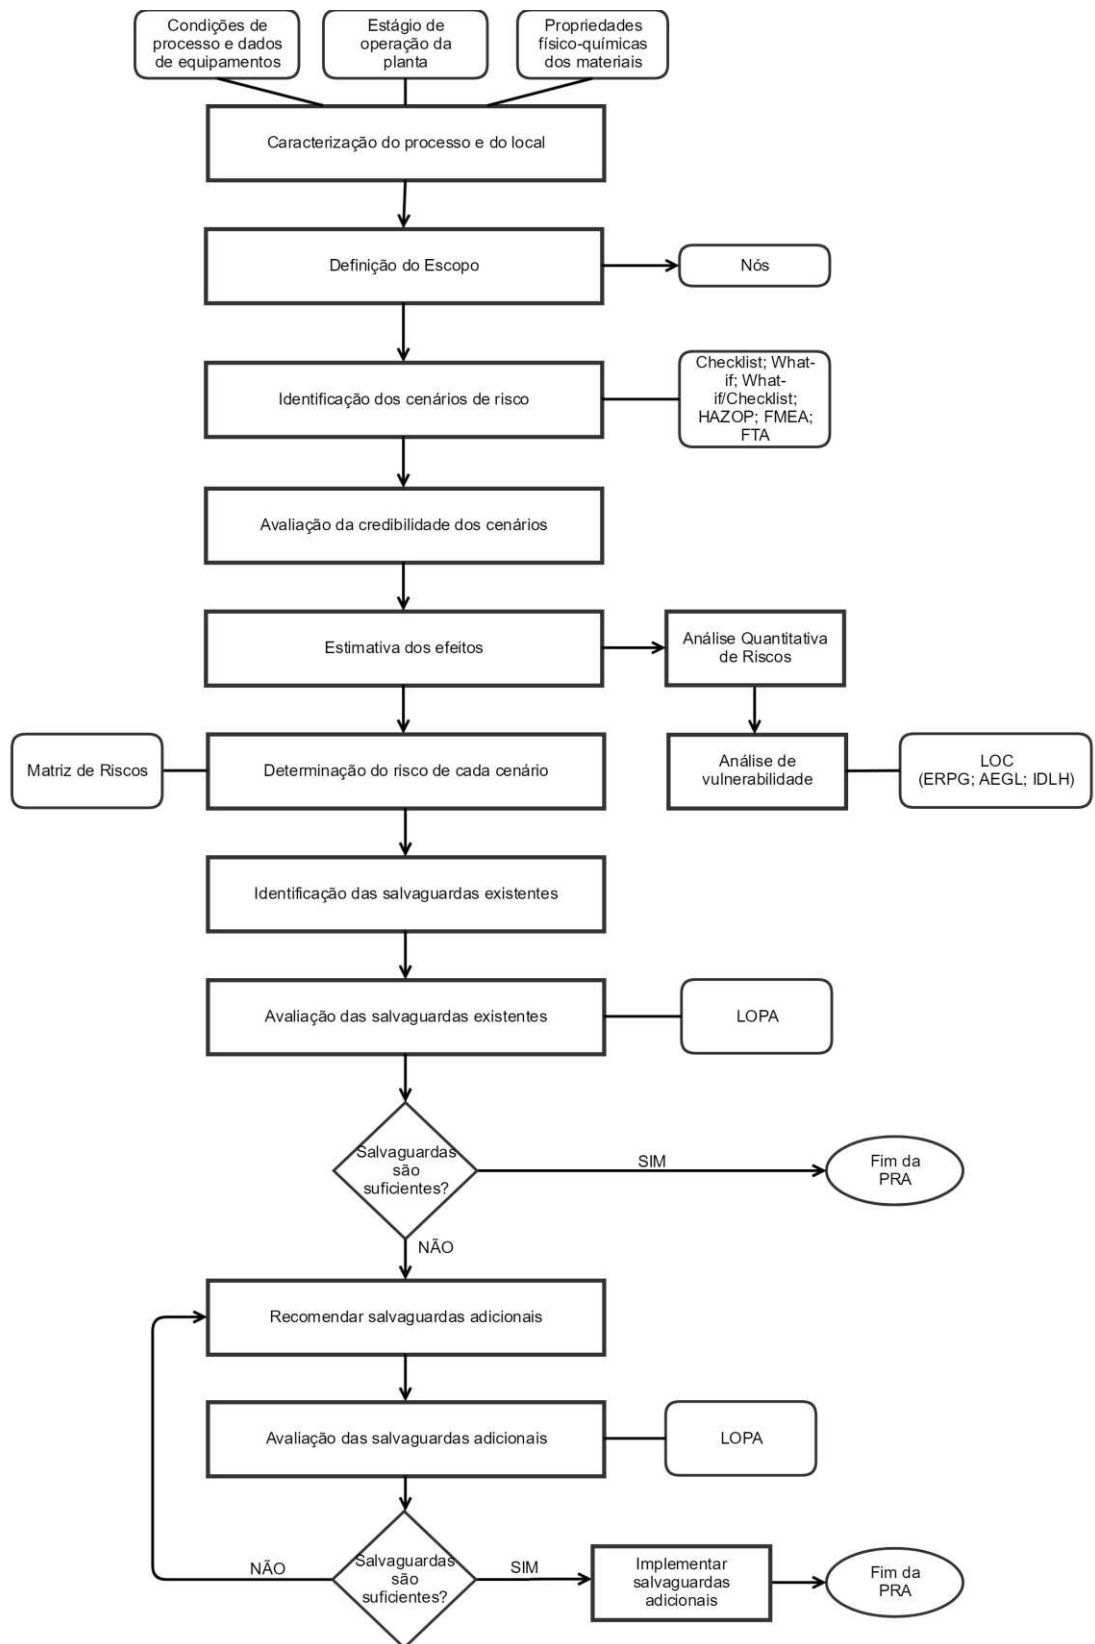 Condições de
processo e dados
de equipamentos
Estágio de
operação da
planta
Propriedades
físico-químicas
dos materiais
Caracterização do processo e do local
Definição do Escopo
Nós
Identificação dos cenários de risco
Checklist; What-
if; What-
if/Checklist;
HAZOP; FMEA;
FTA
Avaliação da credibilidade dos cenários
Estimativa dos efeitos
Análise Quantitativa
de Riscos
Matriz de Riscos
Determinação do risco de cada cenário
Análise de
vulnerabilidade
LOC
(ERPG; AEGL; IDLH)
Identificação das salvaguardas existentes
Avaliação das salvaguardas existentes
LOPA
Salvaguardas
são
suficientes?
SIM
Fim da
PRA
NÃO
Recomendar salvaguardas adicionais
Avaliação das salvaguardas adicionais
LOPA
NÃO
Salvaguardas
são
suficientes?
SIM
Implementar
salvaguardas
adicionais
Fim da
PRA